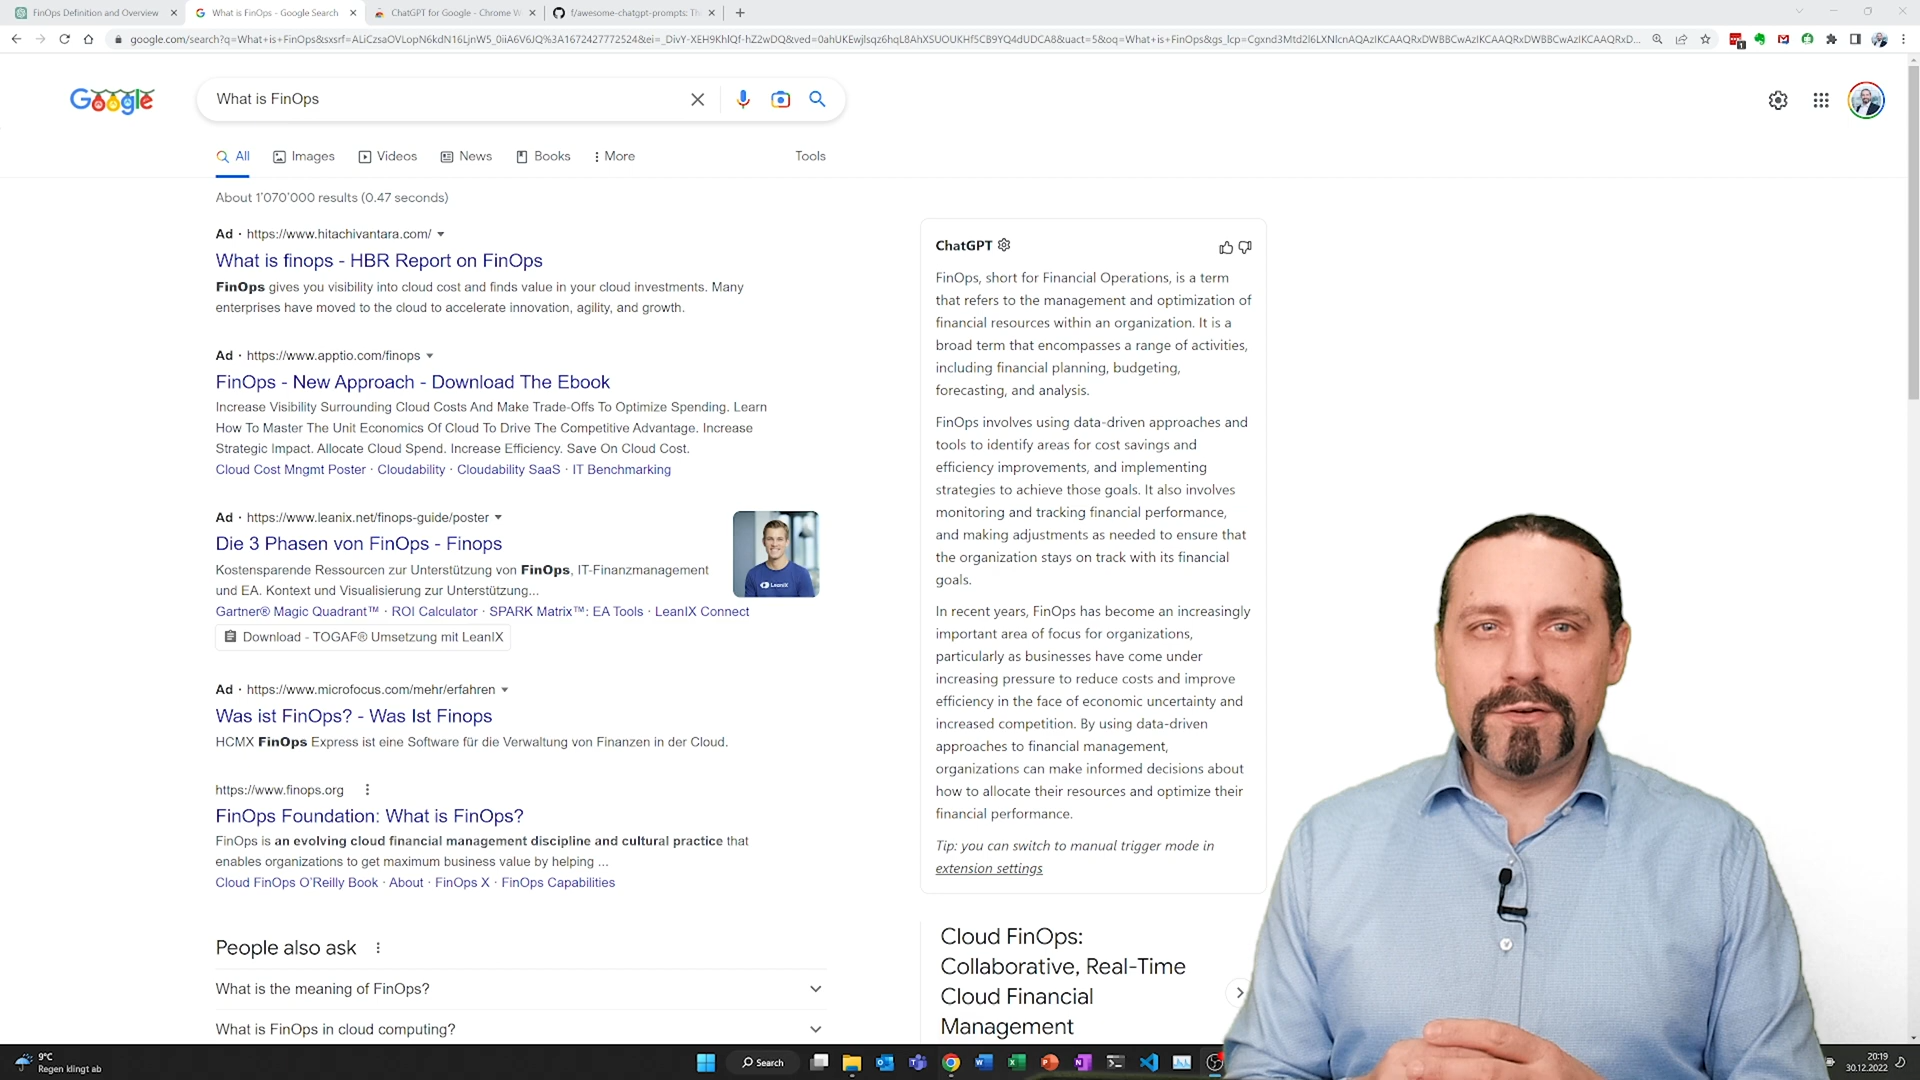 FinOps Definition and Overview
What is FinOps - Google Search
ChatGPT for Google - Chrome W
f/awesome-chatgpt-prompts: Th
Google
What is FinOps
All
Images
Videos
News
Books
More
Tools
About 1'070'000 results (0.47 seconds)
Ad · https://www.hitachivantara.com/
What is finops - HBR Report on FinOps
FinOps gives you visibility into cloud cost and finds value in your cloud investments. Many
enterprises have moved to the cloud to accelerate innovation, agility, and growth.
Ad · https://www.apptio.com/finops
FinOps - New Approach - Download The Ebook
Increase Visibility Surrounding Cloud Costs And Make Trade-Offs To Optimize Spending. Learn
How To Master The Unit Economics Of Cloud To Drive The Competitive Advantage. Increase
Strategic Impact. Allocate Cloud Spend. Increase Efficiency. Save On Cloud Cost.
Cloud Cost Mngmt Poster · Cloudability · Cloudability SaaS · IT Benchmarking
Ad · https://www.leanix.net/finops-guide/poster
Die 3 Phasen von FinOps - Finops
Kostensparende Ressourcen zur Unterstützung von FinOps, IT-Finanzmanagement
und EA. Kontext und Visualisierung zur Unterstützung...
Gartner® Magic Quadrant™ · ROI Calculator · SPARK Matrix™: EA Tools · LeanIX Connect
Download - TOGAF® Umsetzung mit LeanIX
LeanIX
Ad · https://www.microfocus.com/mehr/erfahren
Was ist FinOps? - Was Ist Finops
HCMX FinOps Express ist eine Software für die Verwaltung von Finanzen in der Cloud.
https://www.finops.org
FinOps Foundation: What is FinOps?
FinOps is an evolving cloud financial management discipline and cultural practice that
enables organizations to get maximum business value by helping ...
Cloud FinOps O'Reilly Book · About · FinOps X · FinOps Capabilities
People also ask
What is the meaning of FinOps?
What is FinOps in cloud computing?
ChatGPT
FinOps, short for Financial Operations, is a term
that refers to the management and optimization of
financial resources within an organization. It is a
broad term that encompasses a range of activities,
including financial planning, budgeting,
forecasting, and analysis.
FinOps involves using data-driven approaches and
tools to identify areas for cost savings and
efficiency improvements, and implementing
strategies to achieve those goals. It also involves
monitoring and tracking financial performance,
and making adjustments as needed to ensure that
the organization stays on track with its financial
goals.
In recent years, FinOps has become an increasingly
important area of focus for organizations,
particularly as businesses have come under
increasing pressure to reduce costs and improve
efficiency in the face of economic uncertainty and
increased competition. By using data-driven
approaches to financial management,
organizations can make informed decisions about
how to allocate their resources and optimize their
financial performance.
Tip: you can switch to manual trigger mode in
extension settings
Cloud FinOps:
Collaborative, Real-Time
Cloud Financial
Management
9°C
Regen klingt ab
Search
20:19
30.12.2022